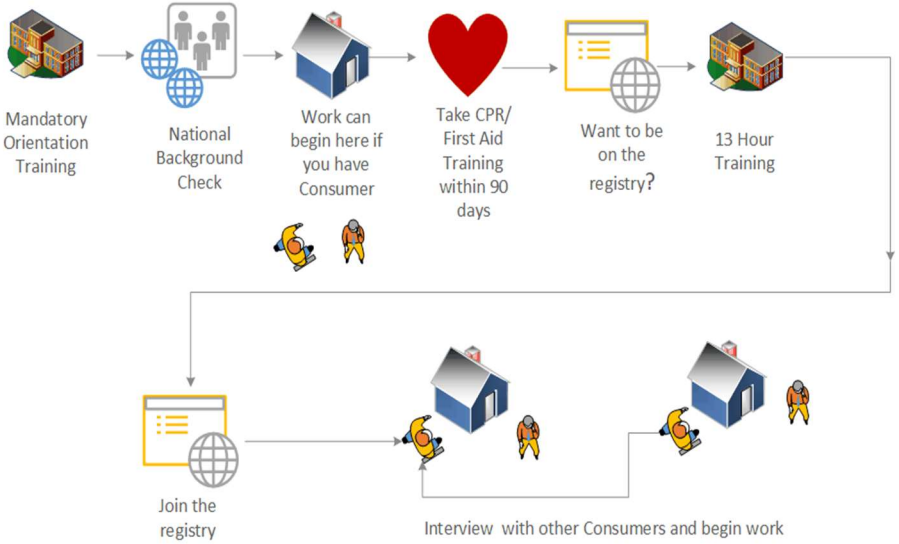 Mandatory
Orientation
Training
National
Background
Check
Work can
begin here if
you have
Consumer
Take CPR/
First Aid
Training
within 90
days
Want to be
on the
registry?
13 Hour
Training
Join the
registry
Interview with other Consumers and begin work